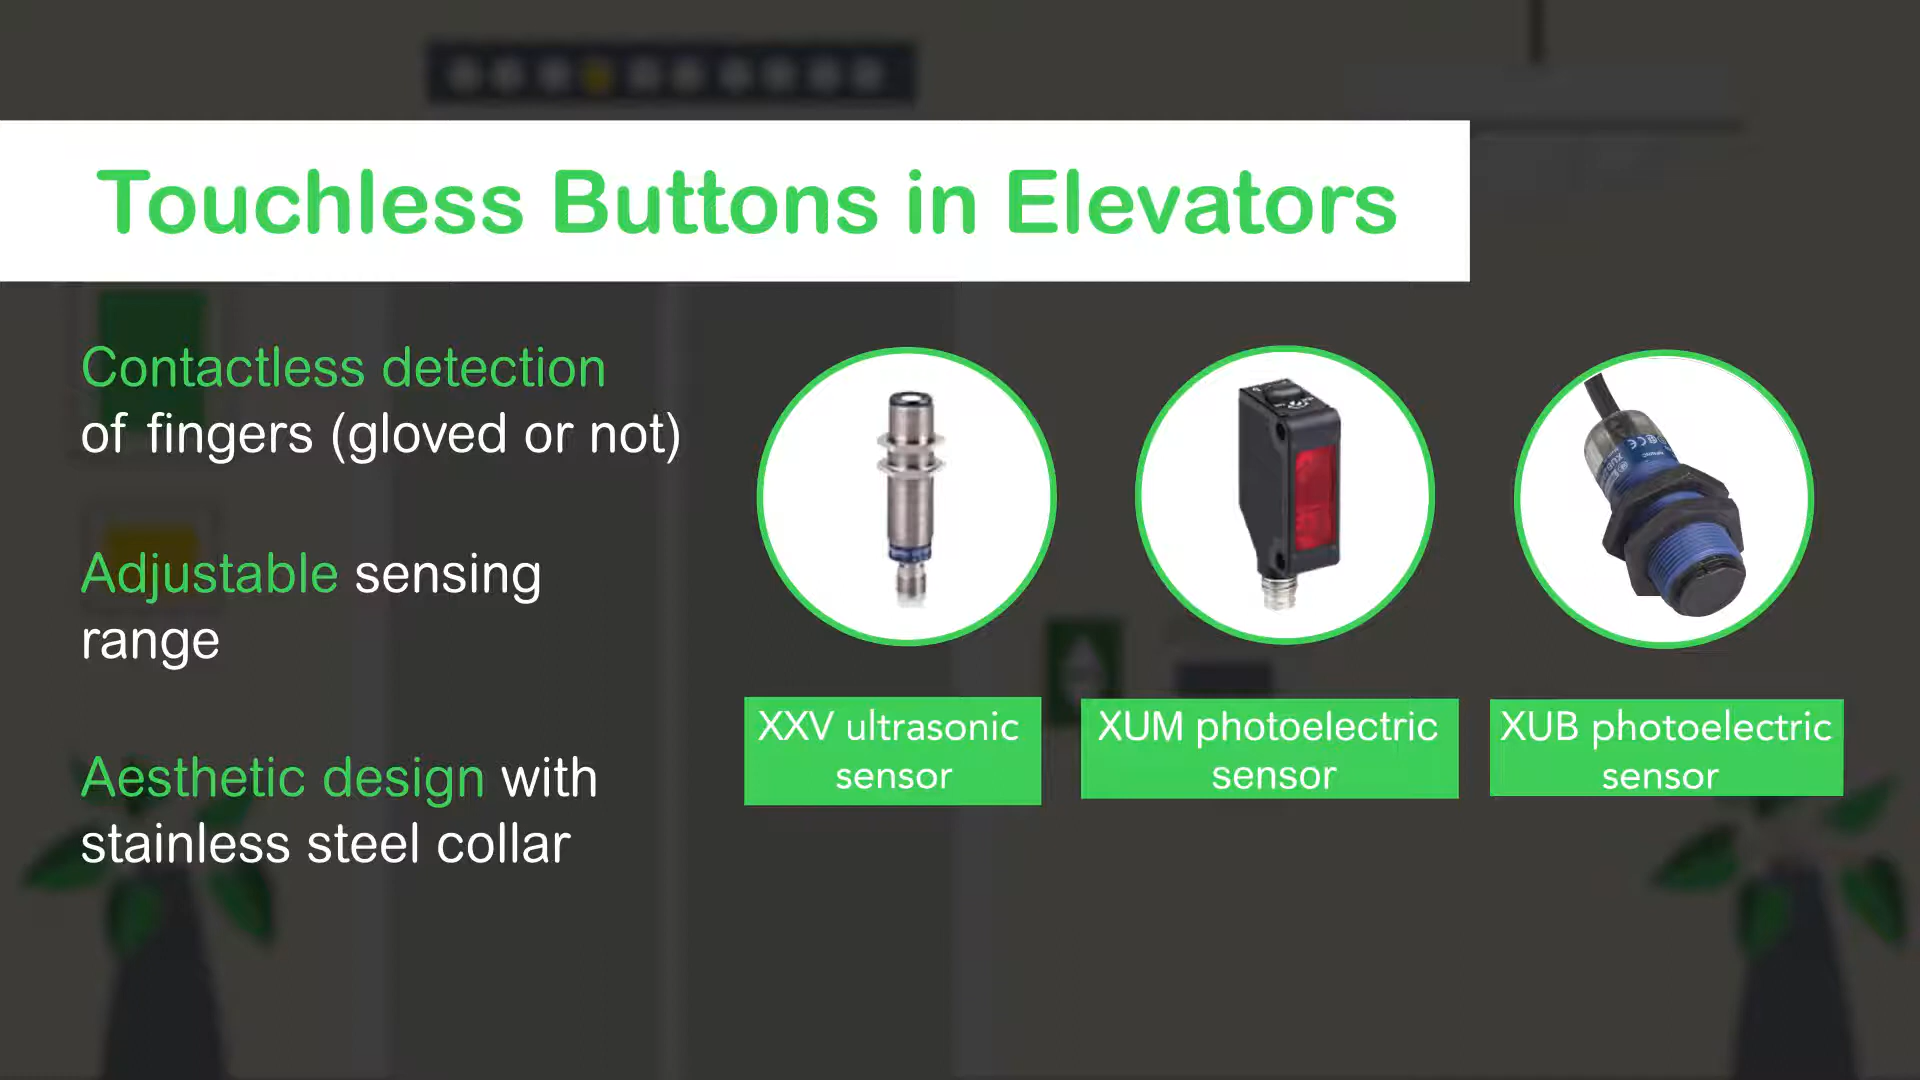 Touchless Buttons in Elevators
Contactless detection
of fingers (gloved or not)
Adjustable sensing
range
Aesthetic design with
stainless steel collar
XXV ultrasonic
sensor
XUM photoelectric
sensor
XUB photoelectric
sensor